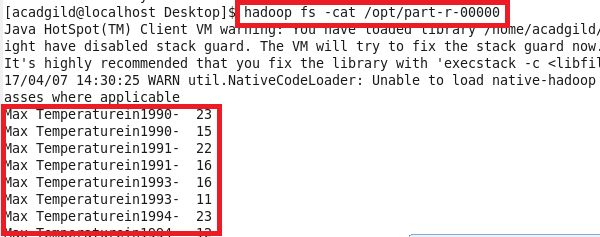 [acadgild@localhost Desktop]$ hadoop fs -cat /opt/part-r-00000
Java HotSpot(TM) Client VM warning: You have loaded library /home/acadgild/
ight have disabled stack guard. The VM will try to fix the stack guard now.
It's highly recommended that you fix the library with 'execstack -c <libfil
17/04/07 14:30:25 WARN util.NativeCodeLoader: Unable to load native-hadoop
asses where applicable
Max Temperaturein1990- 23
Max Temperaturein1990- 15
Max Temperaturein1991- 22
Max Temperaturein1991- 16
Max Temperaturein1993- 16
Max Temperaturein1993- 11
Max Temperaturein1994- 23
Max Temperaturein1994-